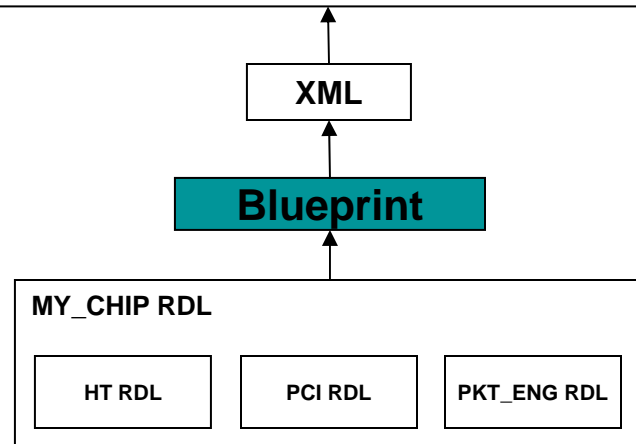 XML
Blueprint
MY_CHIP RDL
HT RDL
PCI RDL
PKT_ENG RDL